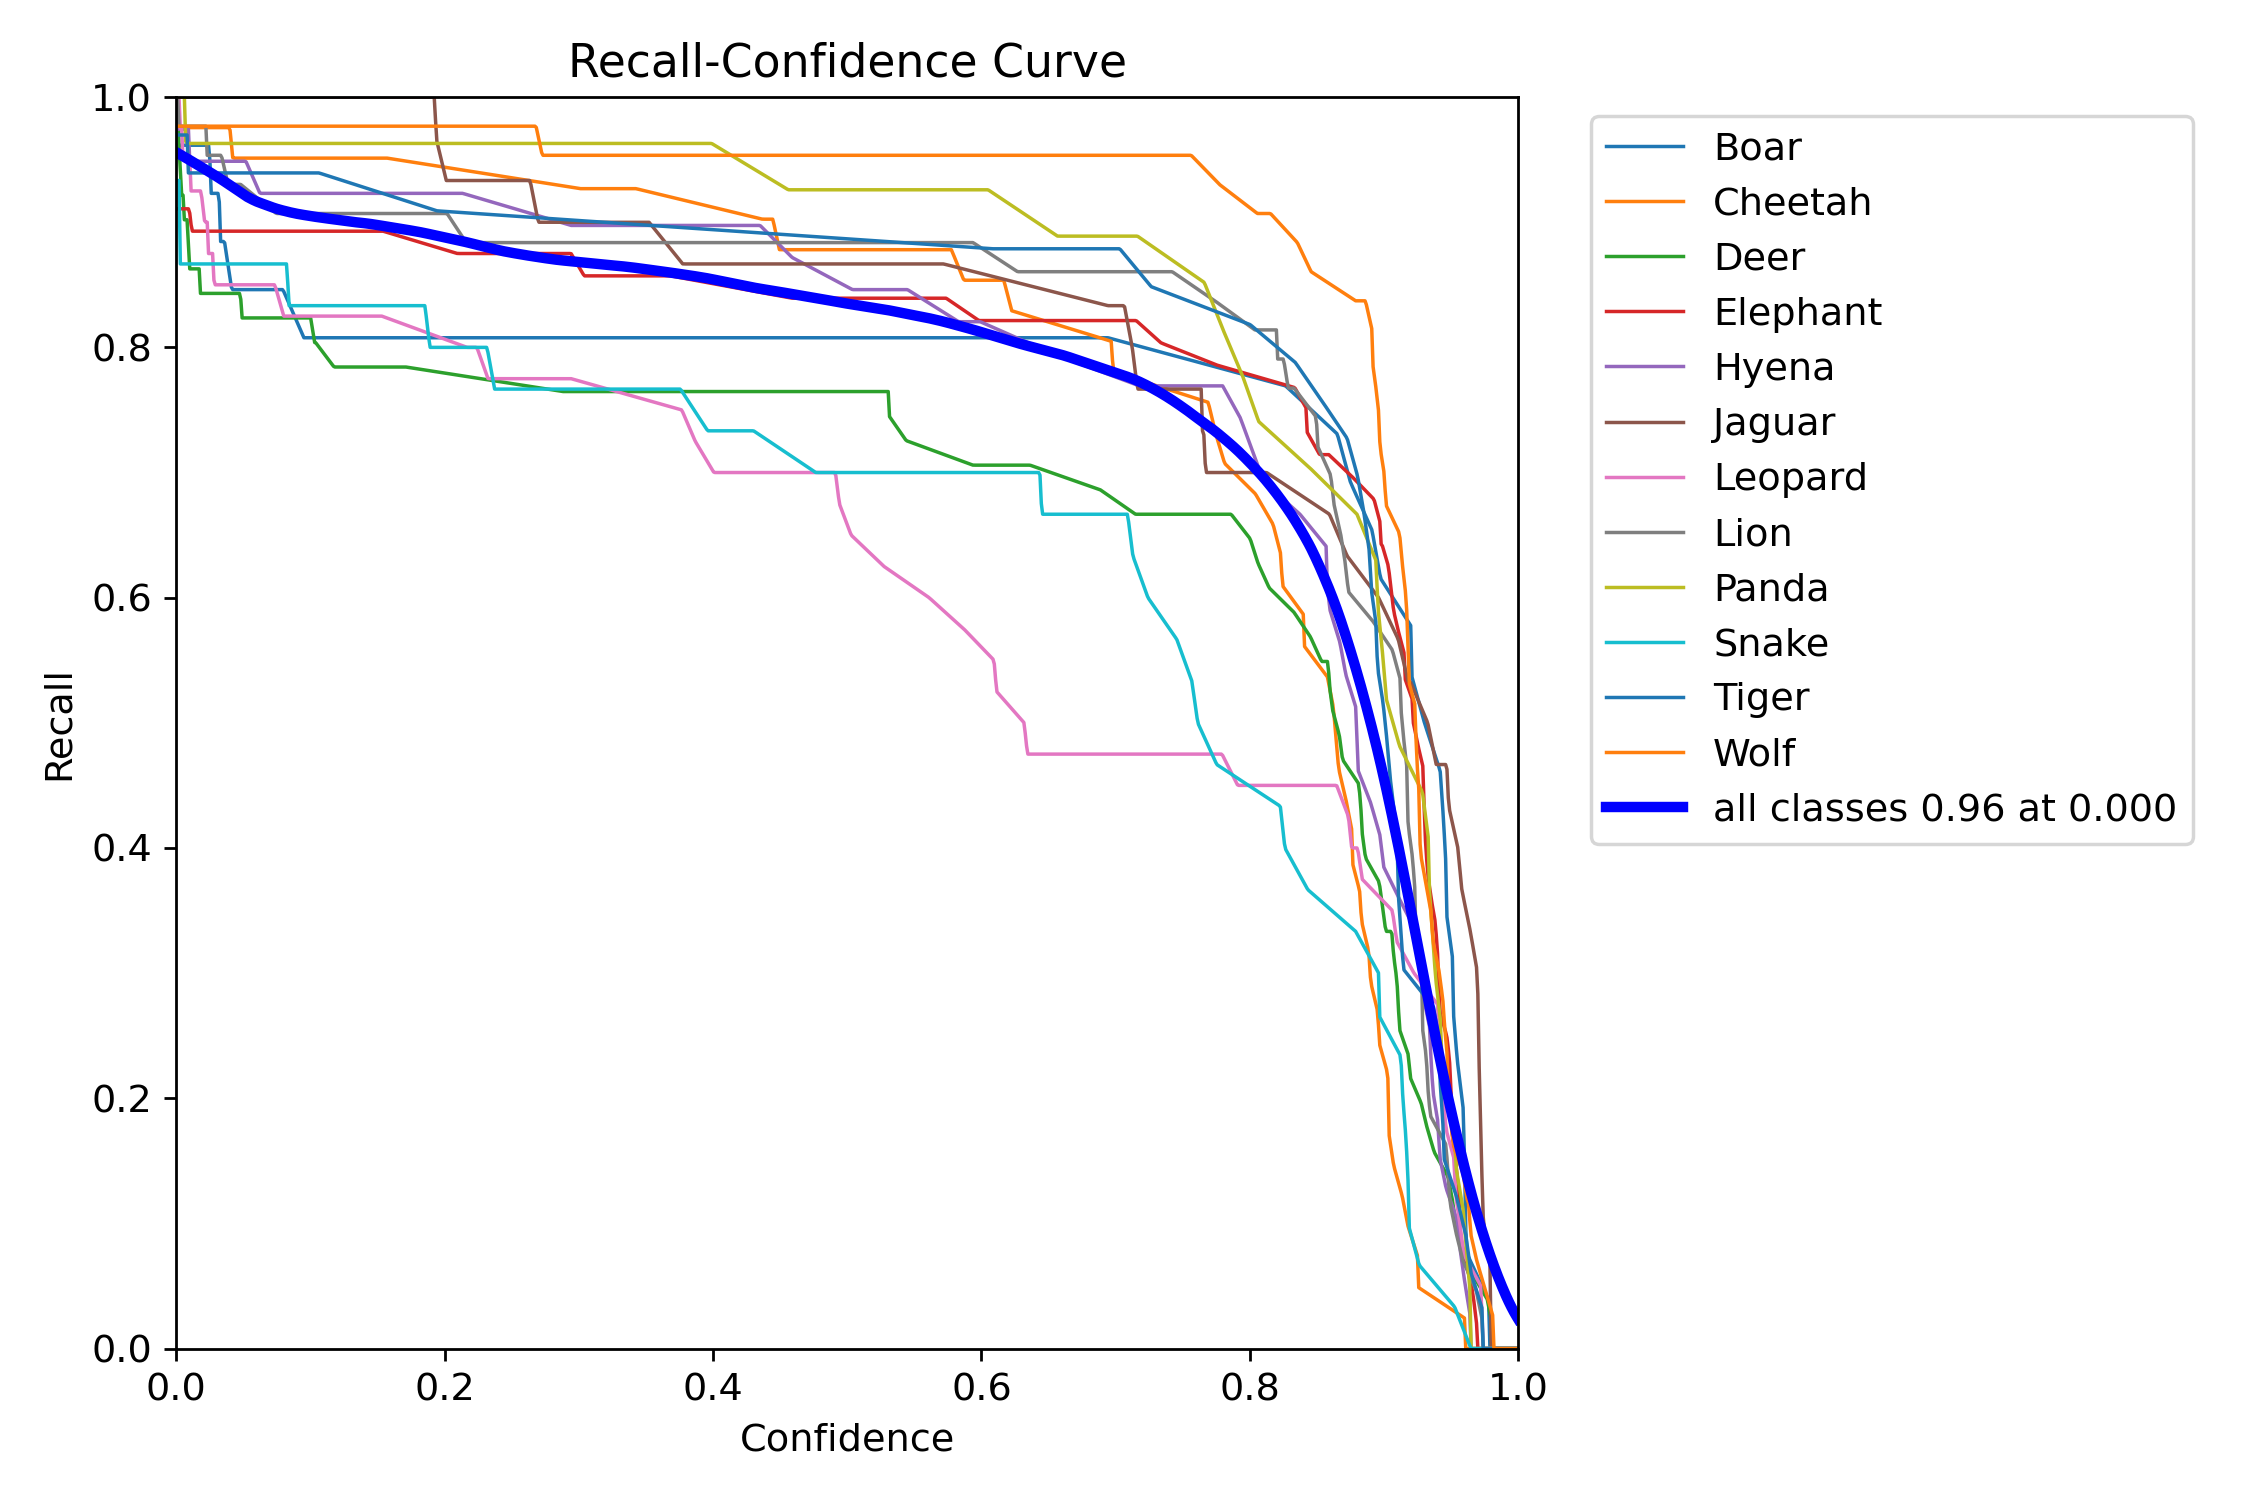 Recall-Confidence Curve
1.0
0.8
0.6
0.4
0.2
0.0
Recall
0.0 0.2 0.4 0.6 0.8 1.0
Confidence
Boar
Cheetah
Deer
Elephant
Hyena
Jaguar
Leopard
Lion
Panda
Snake
Tiger
Wolf
all classes 0.96 at 0.000